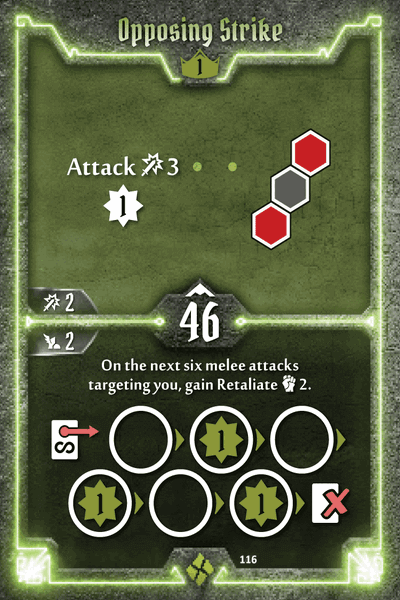 Opposing Strike
1
Attack 3
1
2
46
2
On the next six melee attacks
targeting you, gain Retaliate 2.
S
1
1
1
116